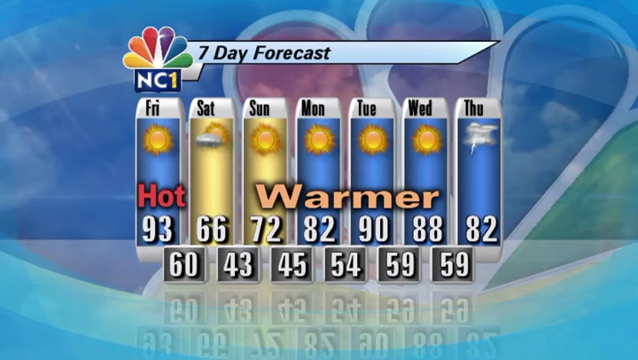 7 Day Forecast
NC1
Fri Sat Sun Mon Tue Wed Thu
Hot Warmer
93 66 72 82 90 88 82
60 43 45 54 59 59